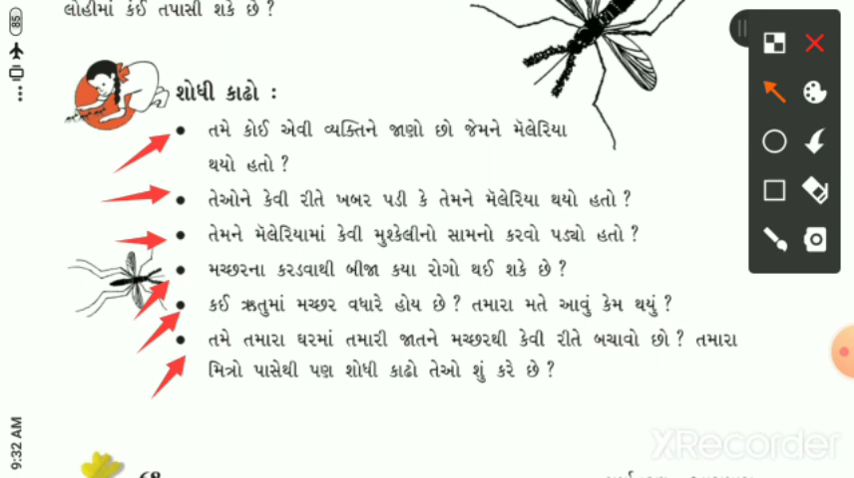 લોહીમાં કંઈ તપાસી શકે છે ?
શોધી કાઢો :
• તમે કોઈ એવી વ્યક્તિને જાણો છો જેમને મૅલેરિયા
થયો હતો ?
• તેઓને કેવી રીતે ખબર પડી કે તેમને મૅલેરિયા થયો હતો ?
• તેમને મૅલેરિયામાં કેવી મુશ્કેલીનો સામનો કરવો પડ્યો હતો ?
• મચ્છરના કરડવાથી બીજા કયા રોગો થઈ શકે છે ?
• કઈ ઋતુમાં મચ્છર વધારે હોય છે ? તમારા મતે આવું કેમ થયું ?
• તમે તમારા ઘરમાં તમારી જાતને મચ્છરથી કેવી રીતે બચાવો છો ? તમારા
મિત્રો પાસેથી પણ શોધી કાઢો તેઓ શું કરે છે ?
85
9:32 AM
XRecorder